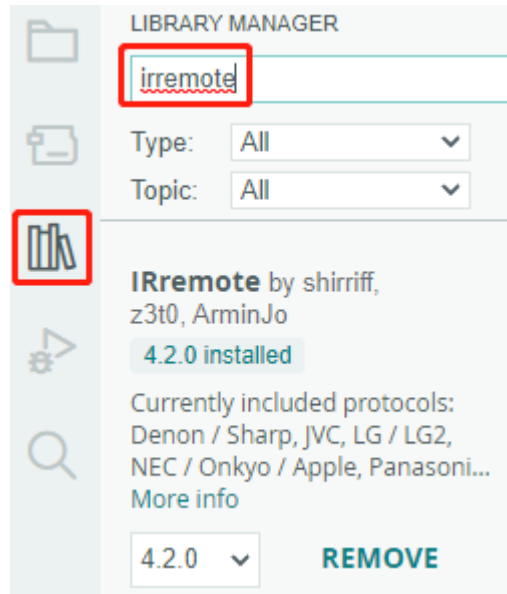 LIBRARY MANAGER
irremote
Type: All
Topic: All
IRremote by shirriff,
z3t0, ArminJo
4.2.0 installed
Currently included protocols:
Denon / Sharp, JVC, LG / LG2,
NEC / Onkyo / Apple, Panasoni...
More info
4.2.0 REMOVE